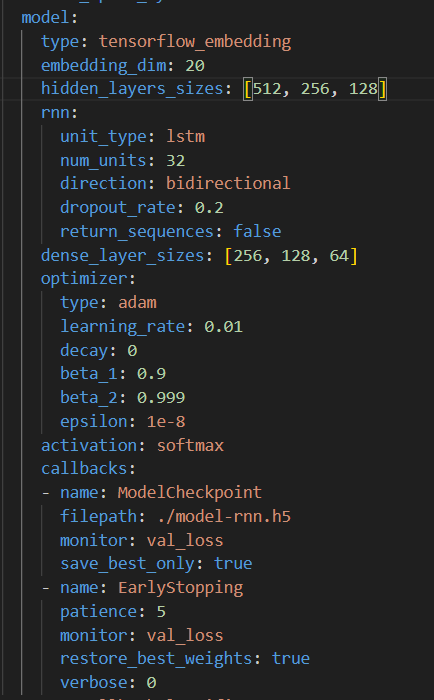 model:
type: tensorflow_embedding
embedding_dim: 20
hidden_layers_sizes: [512, 256, 128]
rnn:
unit_type: lstm
num_units: 32
direction: bidirectional
dropout_rate: 0.2
return_sequences: false
dense_layer_sizes: [256, 128, 64]
optimizer:
type: adam
learning_rate: 0.01
decay: 0
beta_1: 0.9
beta_2: 0.999
epsilon: 1e-8
activation: softmax
callbacks:
- name: ModelCheckpoint
filepath: ./model-rnn.h5
monitor: val_loss
save_best_only: true
- name: EarlyStopping
patience: 5
monitor: val_loss
restore_best_weights: true
verbose: 0